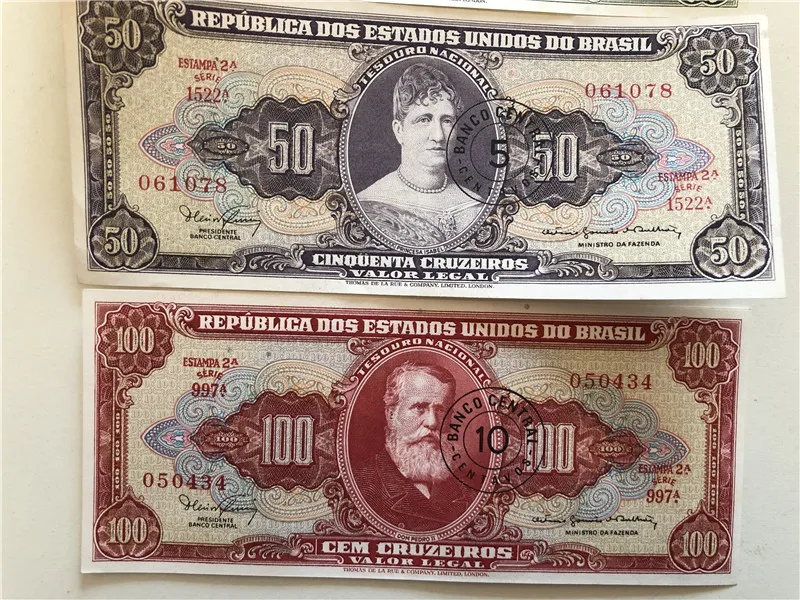 50 REPÚBLICA DOS ESTADOS UNIDOS DO BRASIL 50
TESOURO NACIONAL
ESTAMPA 2ª
SÉRIE
1522ª
061078
50 50
BANCO CENTRAL
5
CENTAVOS
50 50
061078
ESTAMPA 2ª
SÉRIE
1522ª
PRESIDENTE
BANCO CENTRAL
MINISTRO DA FAZENDA
50 CINQUENTA CRUZEIROS 50
VALOR LEGAL
THOMAS DE LA RUE & COMPANY, LIMITED, LONDON.
100 REPÚBLICA DOS ESTADOS UNIDOS DO BRASIL 100
TESOURO NACIONAL
ESTAMPA 2ª
SÉRIE
997ª
050434
100 100
BANCO CENTRAL
10
CENTAVOS
100 100
050434
ESTAMPA 2ª
SÉRIE
997ª
PRESIDENTE
BANCO CENTRAL
DOM PEDRO II
MINISTRO DA FAZENDA
100 CEM CRUZEIROS 100
VALOR LEGAL
THOMAS DE LA RUE & COMPANY, LIMITED, LONDON.